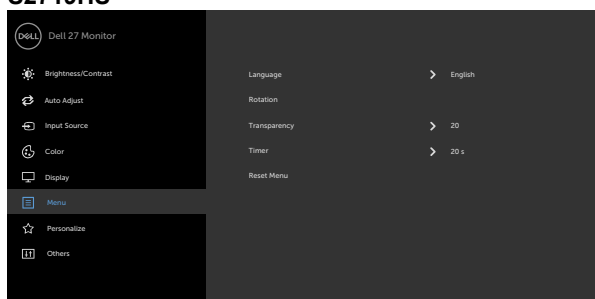 DELL Dell 27 Monitor
Brightness/Contrast
Auto Adjust
Input Source
Color
Display
Menu
Personalize
Others
Language English
Rotation
Transparency 20
Timer 20 s
Reset Menu